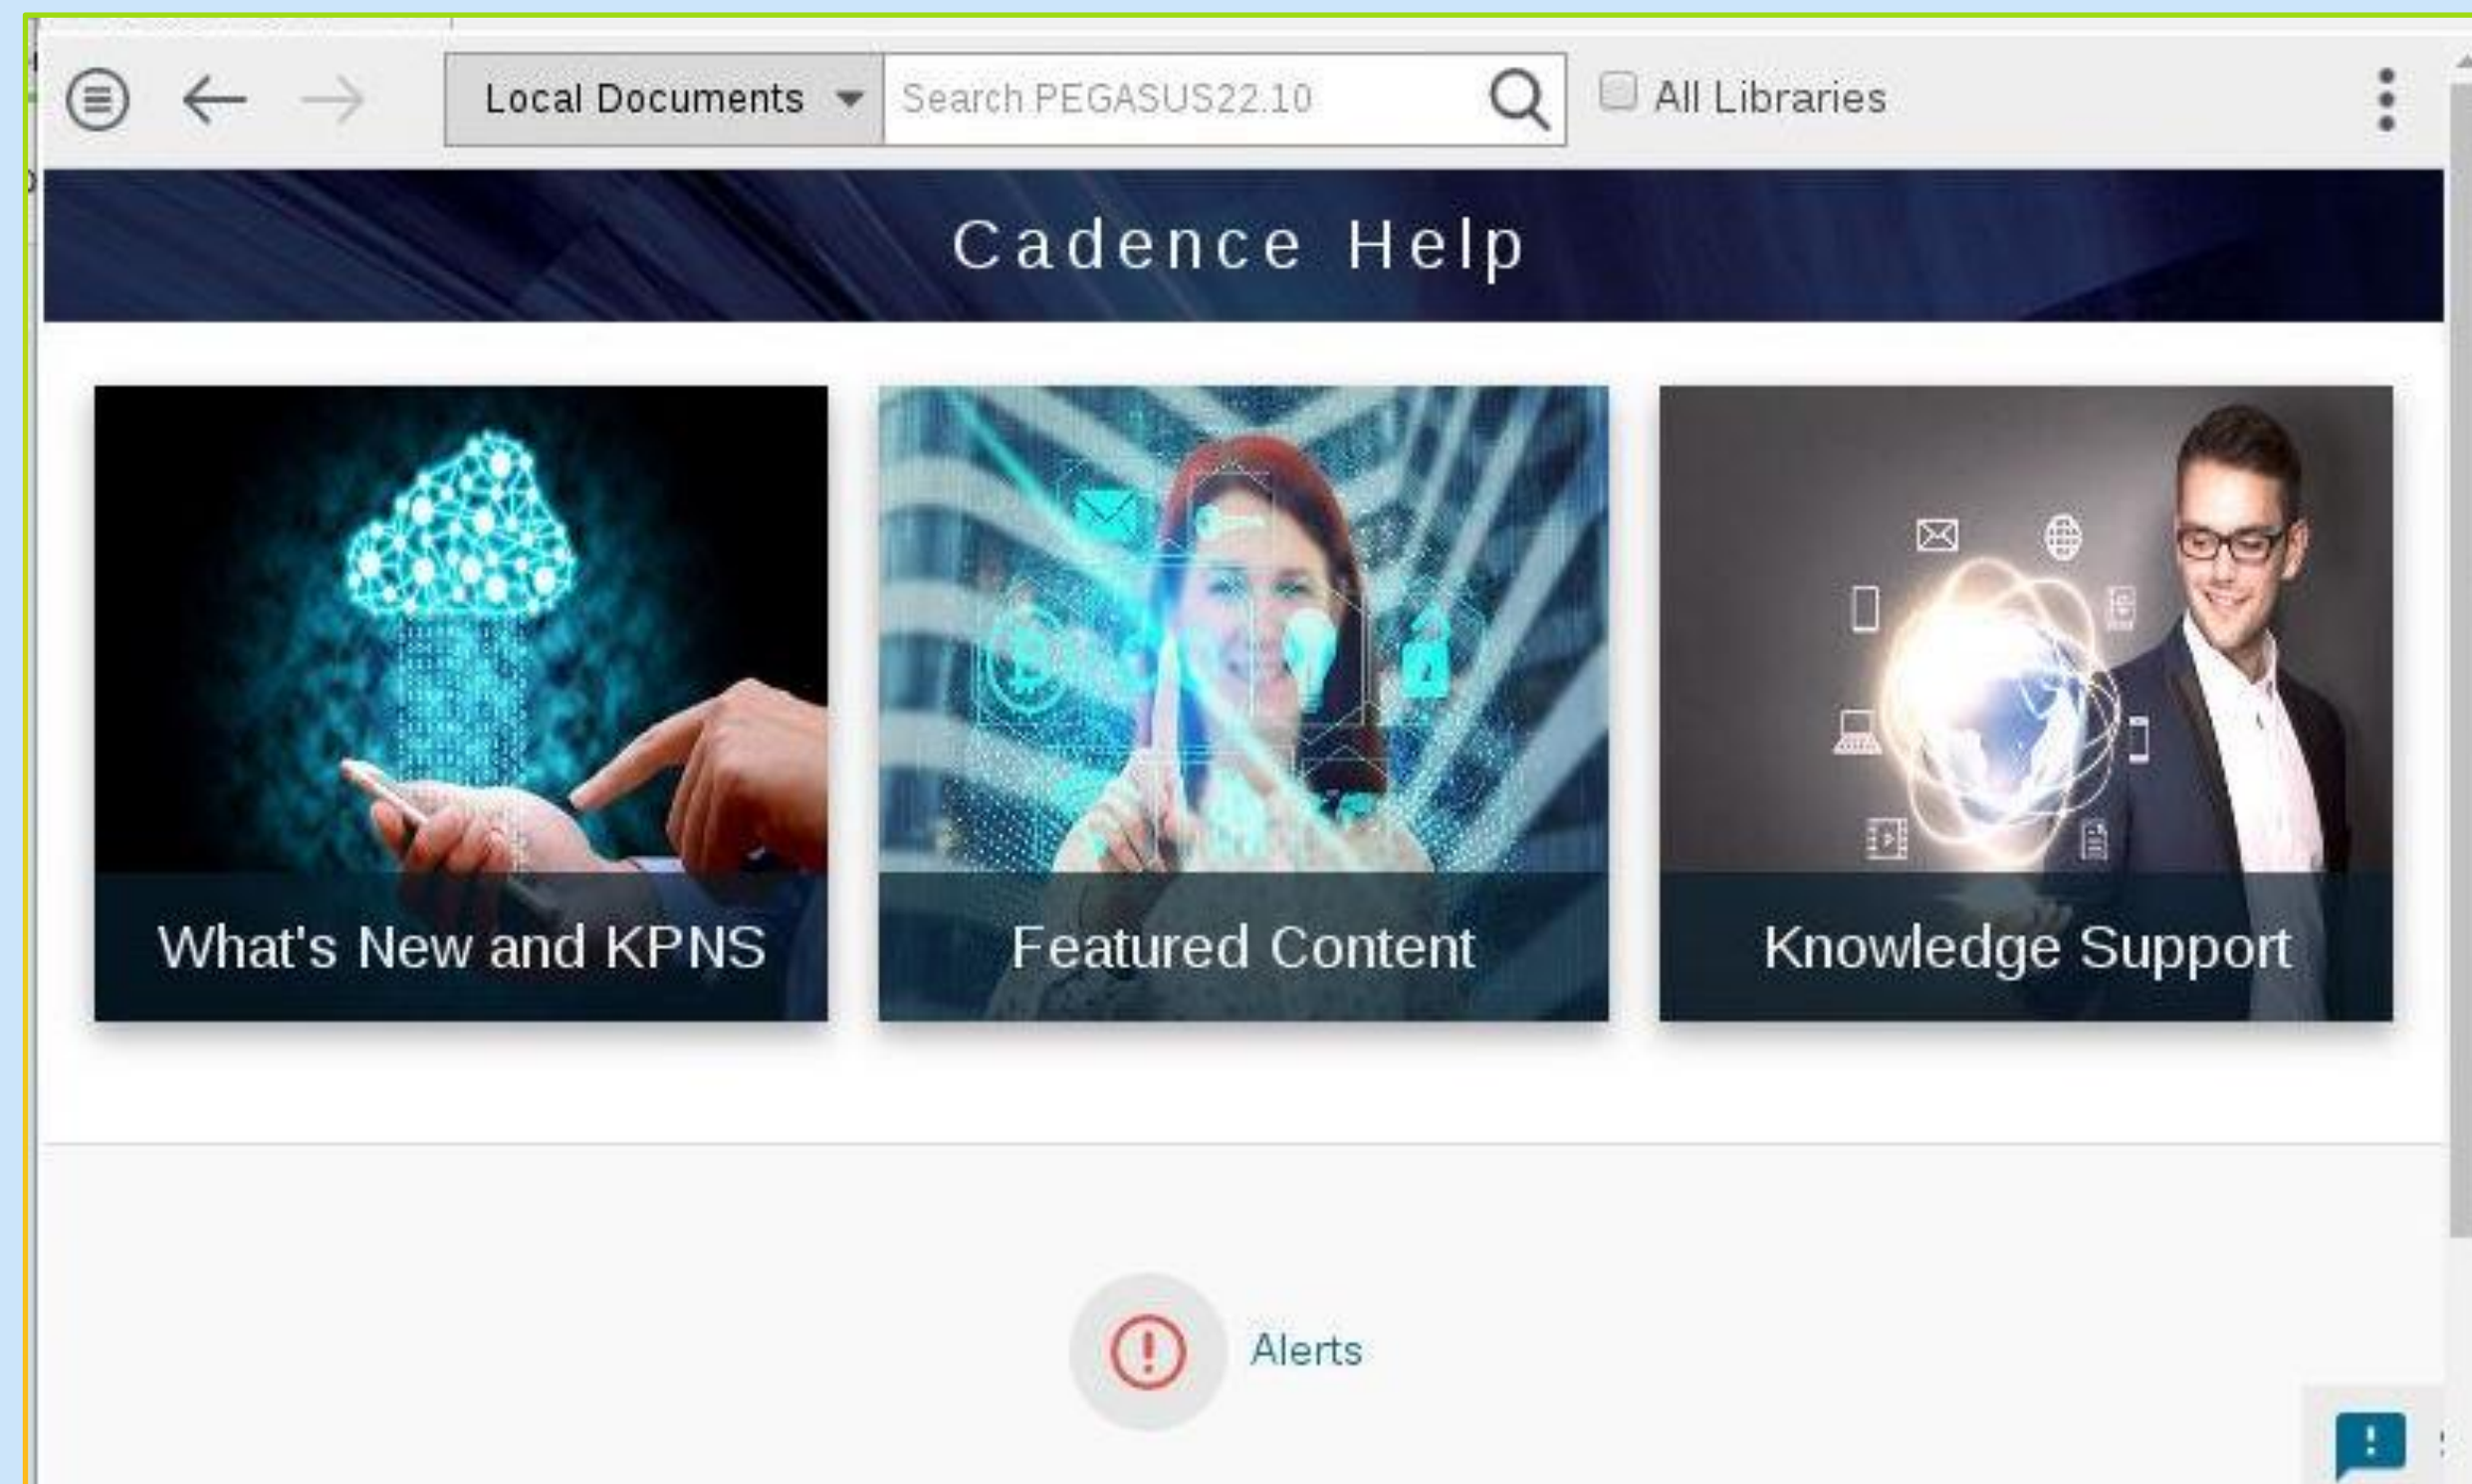 Local Documents
Search PEGASUS22.10
All Libraries
Cadence Help
What's New and KPNS
Featured Content
Knowledge Support
Alerts